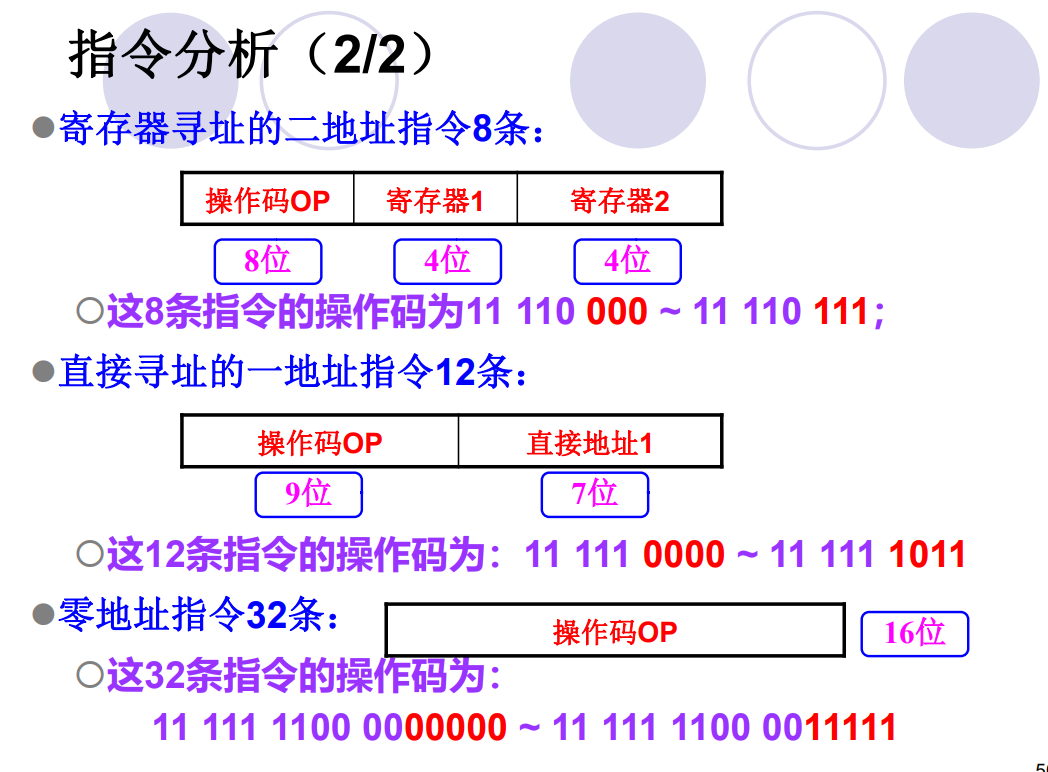 指令分析（2/2）
寄存器寻址的二地址指令8条：
操作码OP 寄存器1 寄存器2
8位 4位 4位
这8条指令的操作码为11 110 000 ~ 11 110 111；
直接寻址的一地址指令12条：
操作码OP 直接地址1
9位 7位
这12条指令的操作码为：11 111 0000 ~ 11 111 1011
零地址指令32条：
操作码OP 16位
这32条指令的操作码为：
11 111 1100 0000000 ~ 11 111 1100 0011111